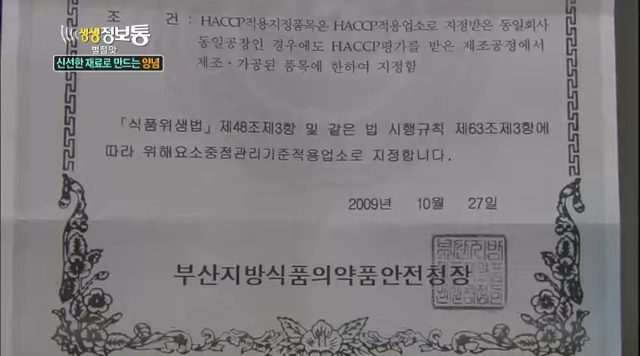 생생정보통
별점맛
신선한 재료로 만드는 양념
조 건 : HACCP적용지정품목은 HACCP적용업소로 지정받은 동일회사
동일공장인 경우에도 HACCP평가를 받은 제조공정에서
제조·가공된 품목에 한하여 지정함
「식품위생법」제48조제3항 및 같은 법 시행규칙 제63조제3항에
따라 위해요소중점관리기준적용업소로 지정합니다.
2009년 10월 27일
부산지방식품의약품안전청장